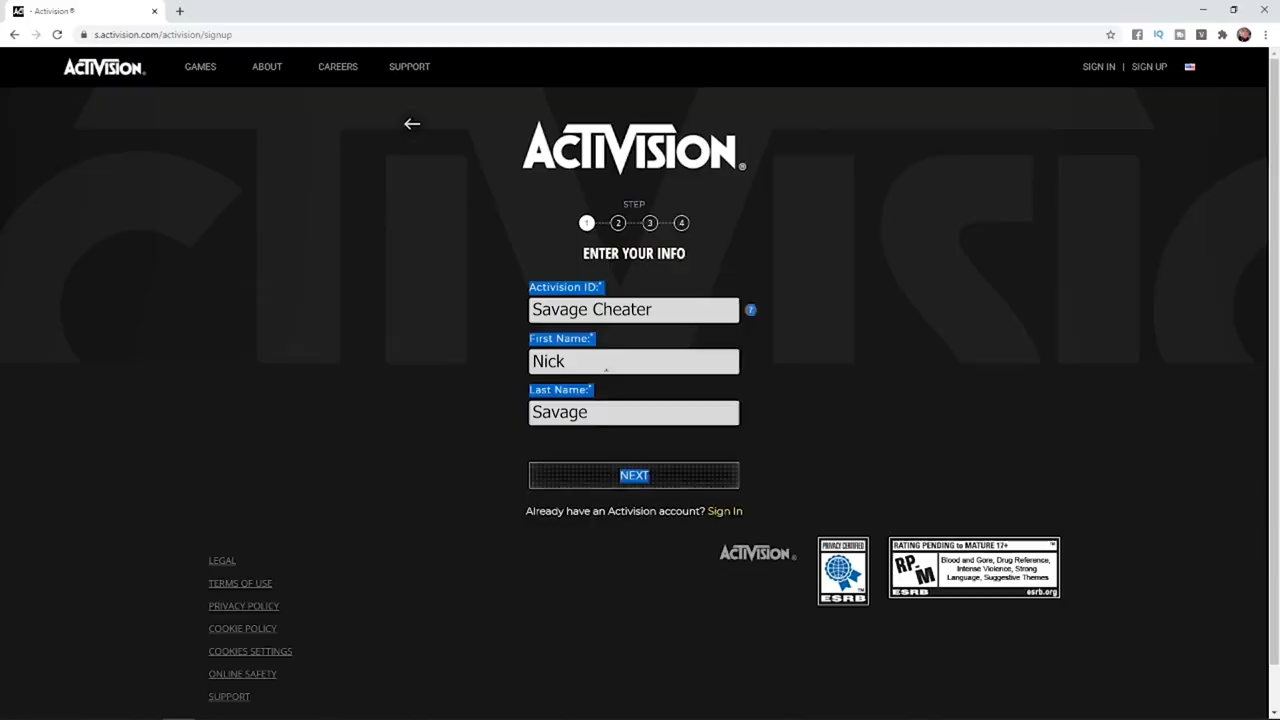 - Activision®
s.activision.com/activision/signup
ACTIVISION. GAMES ABOUT CAREERS SUPPORT SIGN IN | SIGN UP
ACTIVISION®
STEP
1 2 3 4
ENTER YOUR INFO
Activision ID:*
Savage Cheater
First Name:*
Nick
Last Name:*
Savage
NEXT
Already have an Activision account? Sign In
LEGAL
TERMS OF USE
PRIVACY POLICY
COOKIE POLICY
COOKIES SETTINGS
ONLINE SAFETY
SUPPORT
ACTIVISION®
PRIVACY CERTIFIED
ESRB
RATING PENDING to MATURE 17+
RP-M
Blood and Gore, Drug Reference,
Intense Violence, Strong
Language, Suggestive Themes
ESRB esrb.org